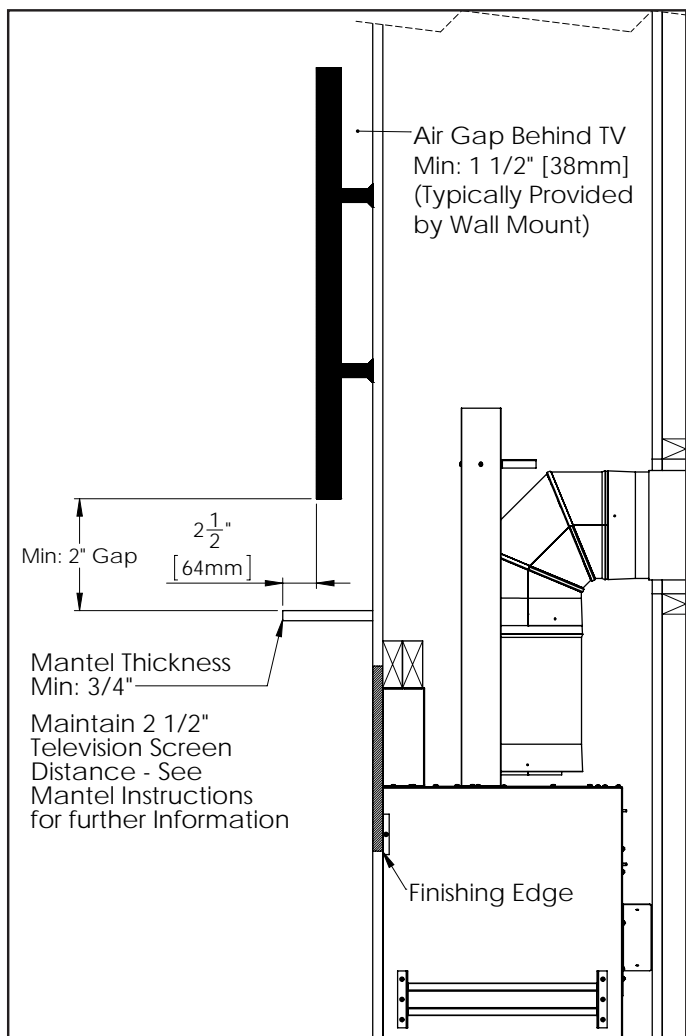 Air Gap Behind TV
Min: 1 1/2" [38mm]
(Typically Provided
by Wall Mount)
Min: 2" Gap
2 1/2"
[64mm]
Mantel Thickness
Min: 3/4"
Maintain 2 1/2"
Television Screen
Distance - See
Mantel Instructions
for further Information
Finishing Edge